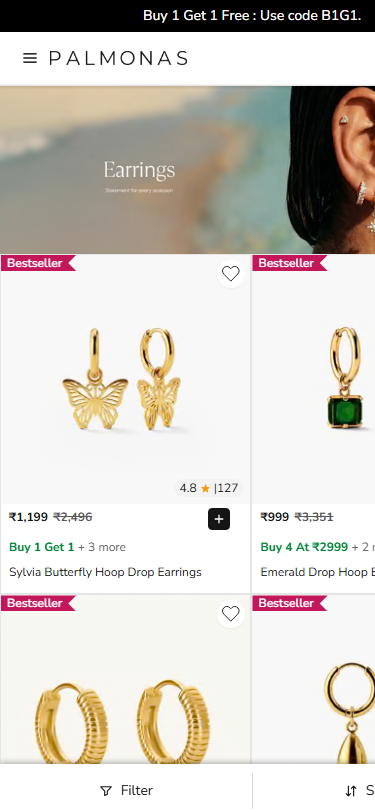 Buy 1 Get 1 Free : Use code B1G1.
PALMONAS
Earrings
Statement for every occasion
Bestseller
Bestseller
4.8 ★ |127
₹1,199 ₹2,496
₹999 ₹3,351
Buy 1 Get 1 + 3 more
Buy 4 At ₹2999 + 2
Sylvia Butterfly Hoop Drop Earrings
Emerald Drop Hoop
Bestseller
Bestseller
Filter